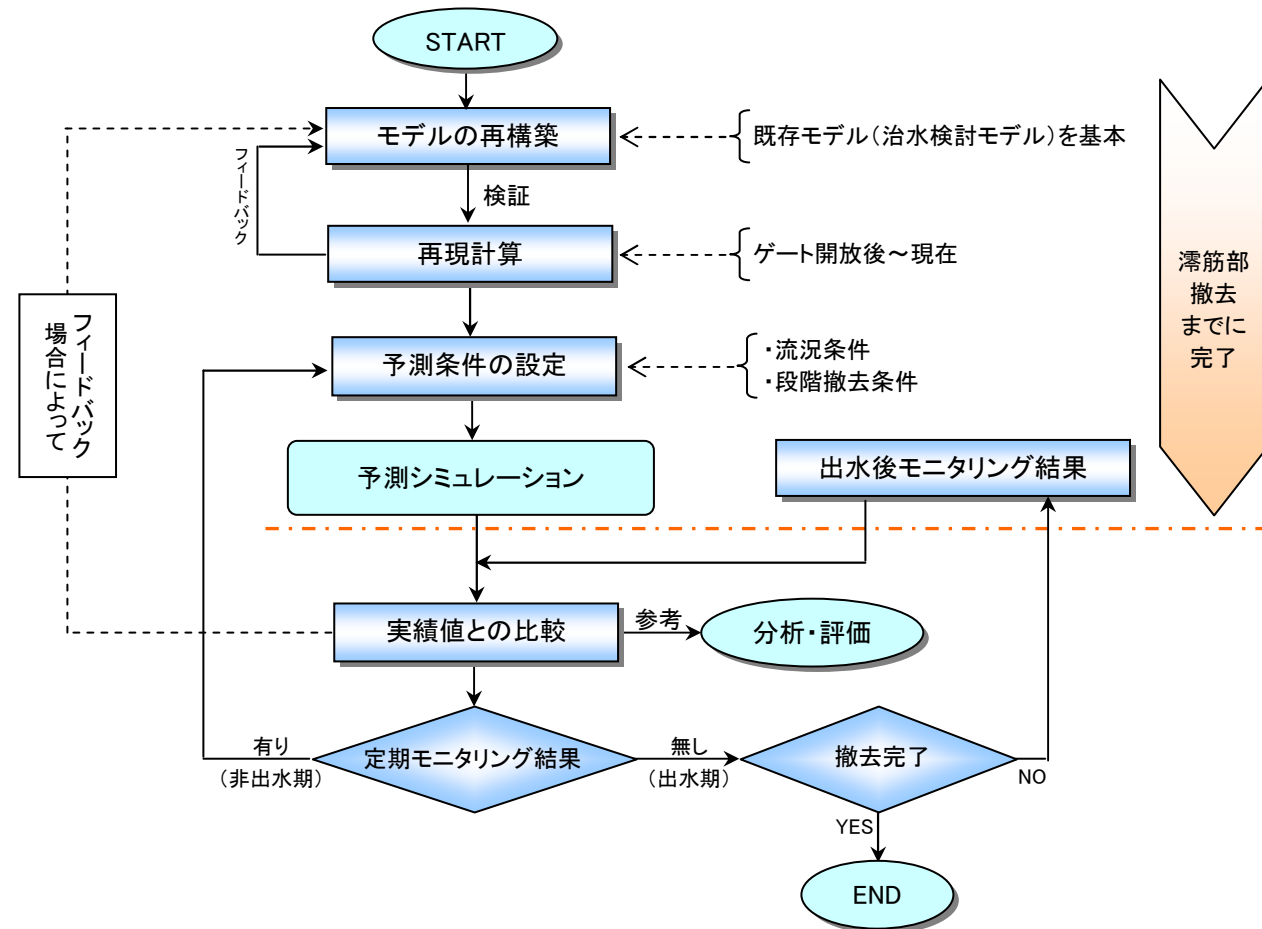 START
モデルの再構築
既存モデル（治水検討モデル）を基本
フィードバック
検証
再現計算
ゲート開放後～現在
澪筋部
撤去
までに
完了
予測条件の設定
・流況条件
・段階撤去条件
場合によって
フィードバック
予測シミュレーション
出水後モニタリング結果
実績値との比較
参考
分析・評価
定期モニタリング結果
有り
（非出水期）
無し
（出水期）
撤去完了
NO
YES
END